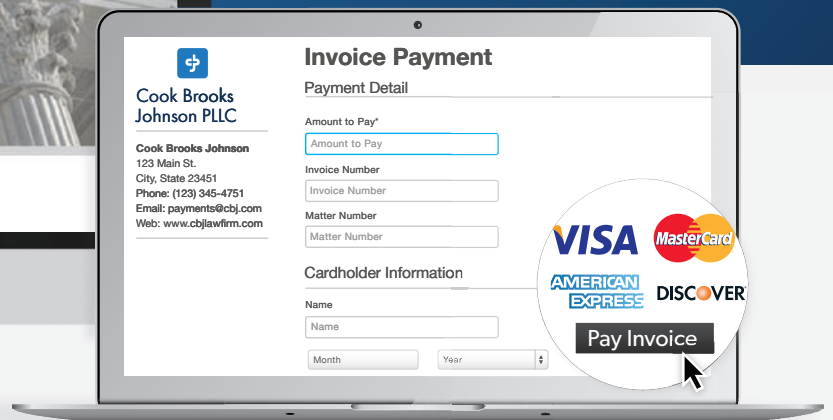 Cook Brooks
Johnson PLLC
Cook Brooks Johnson
123 Main St.
City, State 23451
Phone: (123) 345-4751
Email: payments@cbj.com
Web: www.cbjlawfirm.com
Invoice Payment
Payment Detail
Amount to Pay*
Amount to Pay
Invoice Number
Invoice Number
Matter Number
Matter Number
Cardholder Information
Name
Name
Month
Year
VISA
MasterCard
AMERICAN
EXPRESS
DISCOVER
Pay Invoice